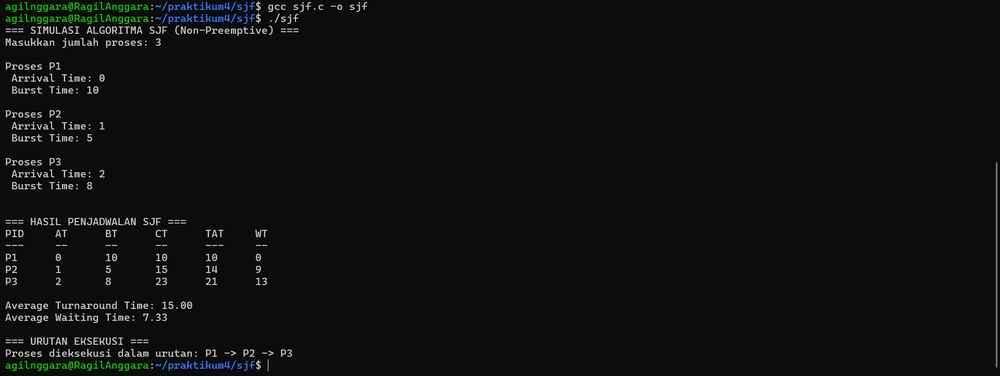 agilnggara@RagilAnggara:~/praktikum4/sjf$ gcc sjf.c -o sjf
agilnggara@RagilAnggara:~/praktikum4/sjf$ ./sjf
=== SIMULASI ALGORITMA SJF (Non-Preemptive) ===
Masukkan jumlah proses: 3
Proses P1
Arrival Time: 0
Burst Time: 10
Proses P2
Arrival Time: 1
Burst Time: 5
Proses P3
Arrival Time: 2
Burst Time: 8
=== HASIL PENJADWALAN SJF ===
PID AT BT CT TAT WT
--- -- -- -- --- --
P1 0 10 10 10 0
P2 1 5 15 14 9
P3 2 8 23 21 13
Average Turnaround Time: 15.00
Average Waiting Time: 7.33
=== URUTAN EKSEKUSI ===
Proses dieksekusi dalam urutan: P1 -> P2 -> P3
agilnggara@RagilAnggara:~/praktikum4/sjf$